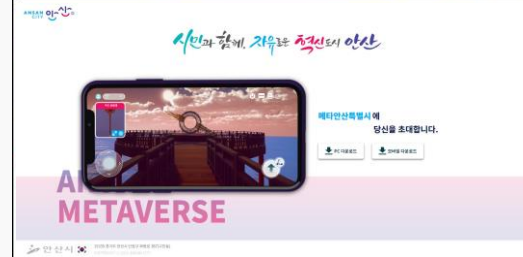 ANSAN
CITY 안산
시민과 함께, 자유로운 혁신도시 안산
메타안산특별시에
당신을 초대합니다.
PC 다운로드
모바일 다운로드
METAVERSE
안산시